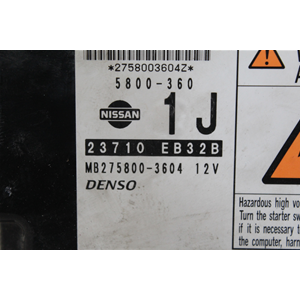 *2758003604Z*
5800-360
NISSAN 1J
23710 EB32B
MB275800-3604 12V
DENSO
Hazardous high vo
Turn the starter sw
if it is necessary t
the computer, harn